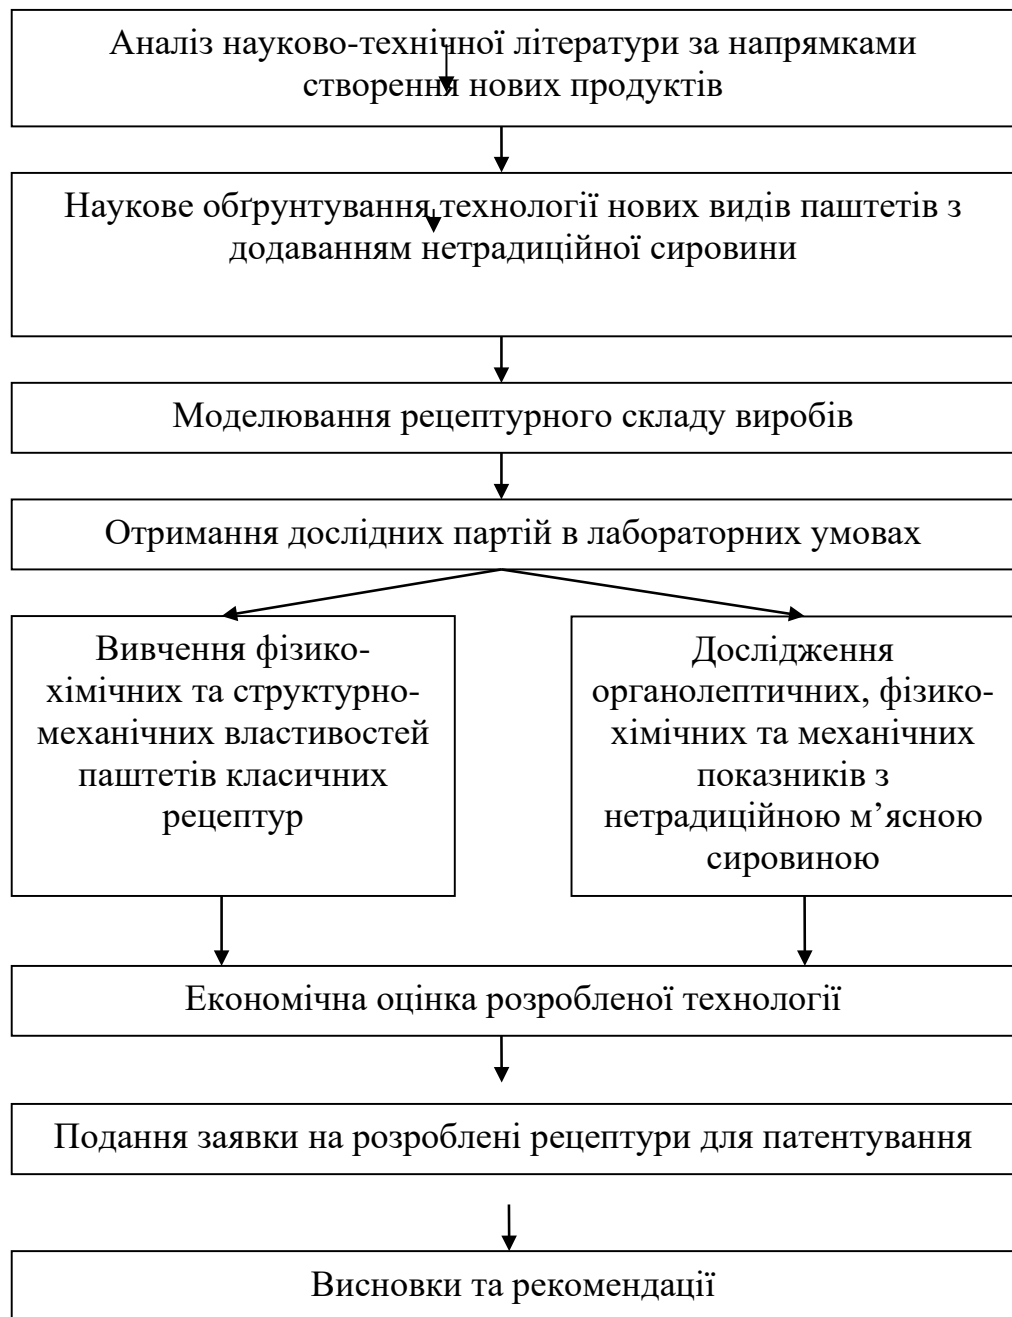 Аналіз науково-технічної літератури за напрямками
створення нових продуктів
Наукове обґрунтування технології нових видів паштетів з
додаванням нетрадиційної сировини
Моделювання рецептурного складу виробів
Отримання дослідних партій в лабораторних умовах
Вивчення фізико-
хімічних та структурно-
механічних властивостей
паштетів класичних
рецептур
Дослідження
органолептичних, фізико-
хімічних та механічних
показників з
нетрадиційною м’ясною
сировиною
Економічна оцінка розробленої технології
Подання заявки на розроблені рецептури для патентування
Висновки та рекомендації